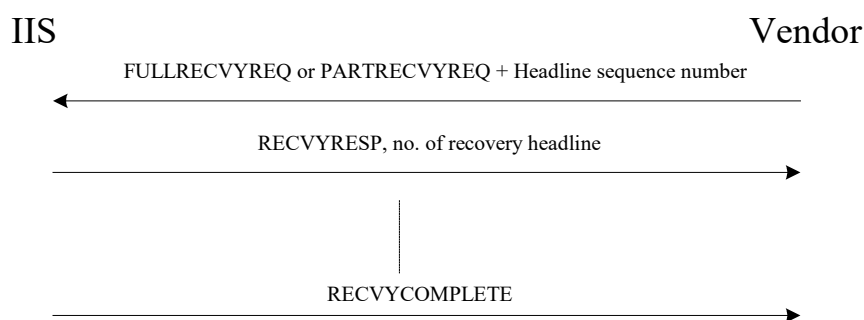 IIS
Vendor
FULLRECVYREQ or PARTRECVYREQ + Headline sequence number
RECVYRESP, no. of recovery headline
RECVYCOMPLETE